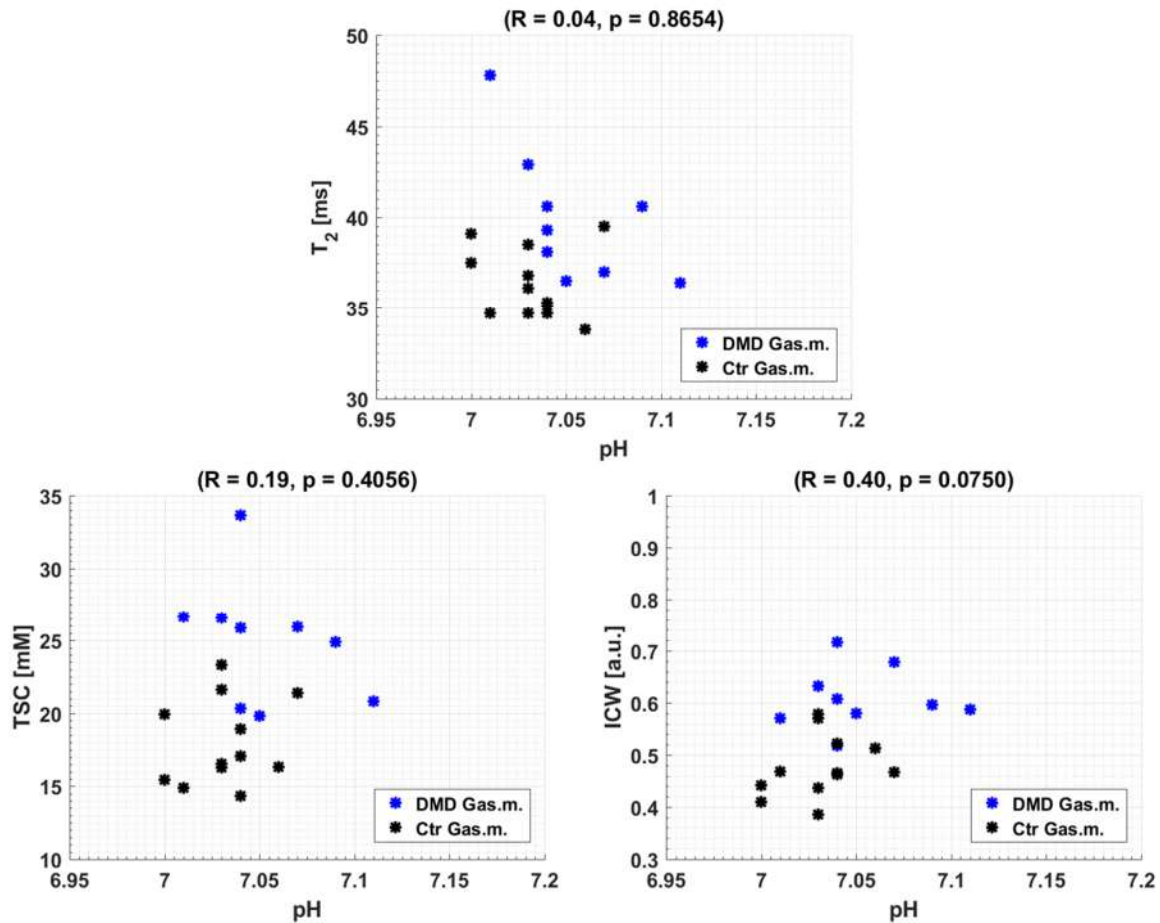 (R = 0.04, p = 0.8654)
50
45
40
35
30
T2 [ms]
6.95 7 7.05 7.1 7.15 7.2
pH
DMD Gas.m.
Ctr Gas.m.
(R = 0.19, p = 0.4056)
35
30
25
20
15
10
TSC [mM]
6.95 7 7.05 7.1 7.15 7.2
pH
DMD Gas.m.
Ctr Gas.m.
(R = 0.40, p = 0.0750)
1
0.9
0.8
0.7
0.6
0.5
0.4
0.3
ICW [a.u.]
6.95 7 7.05 7.1 7.15 7.2
pH
DMD Gas.m.
Ctr Gas.m.